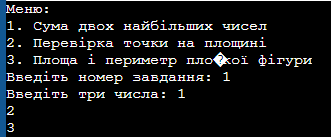 Меню:
1. Сума двох найбільших чисел
2. Перевірка точки на площині
3. Площа і периметр пло�кої фігури
Введіть номер завдання: 1
Введіть три числа: 1
2
3